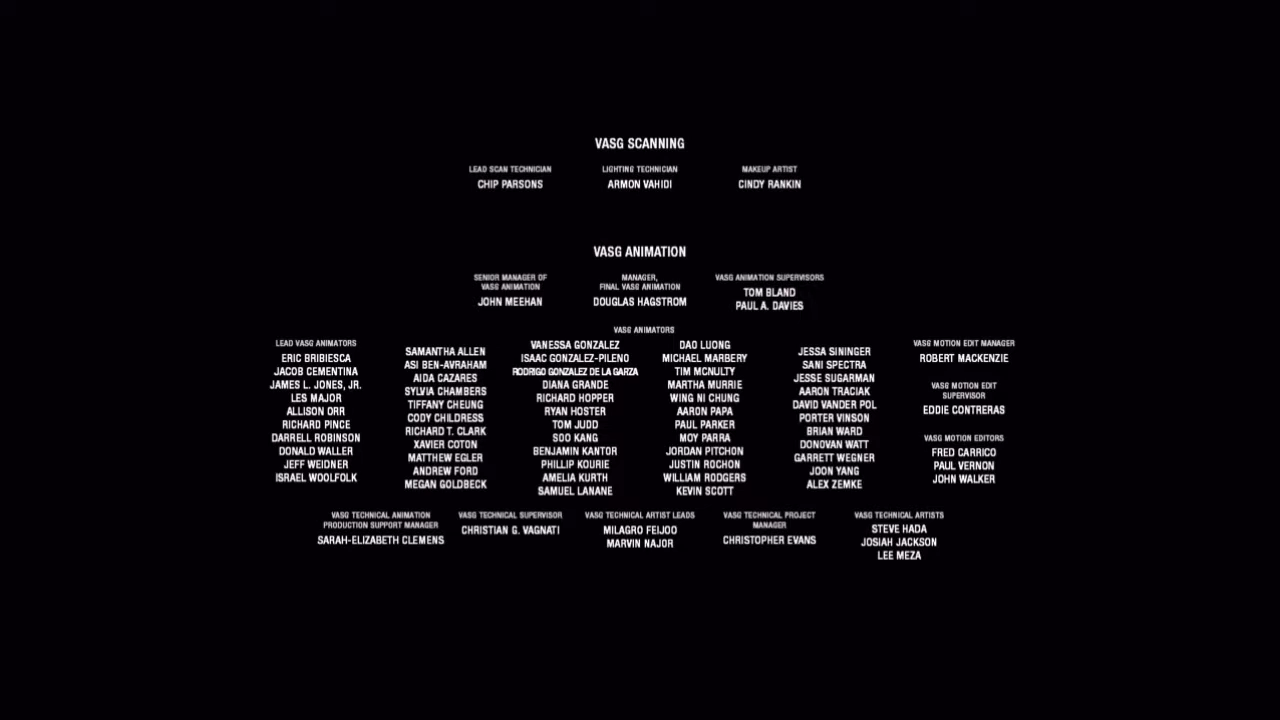 VASG SCANNING
LEAD SCAN TECHNICIAN
CHIP PARSONS
LIGHTING TECHNICIAN
ARMON VAHIDI
MAKEUP ARTIST
CINDY RANKIN
VASG ANIMATION
SENIOR MANAGER OF
VASG ANIMATION
JOHN MEEHAN
MANAGER,
FINAL VASG ANIMATION
DOUGLAS HAGSTROM
VASG ANIMATION SUPERVISORS
TOM BLAND
PAUL A. DAVIES
LEAD VASG ANIMATORS
ERIC BRIBIESCA
JACOB CEMENTINA
JAMES L. JONES, JR.
LES MAJOR
ALLISON ORR
RICHARD PINCE
DARRELL ROBINSON
DONALD WALLER
JEFF WEIDNER
ISRAEL WOOLFOLK
VASG ANIMATORS
SAMANTHA ALLEN
ASI BEN-AVRAHAM
AIDA CAZARES
SYLVIA CHAMBERS
TIFFANY CHEUNG
CODY CHILDRESS
RICHARD T. CLARK
XAVIER COTON
MATTHEW EGLER
ANDREW FORD
MEGAN GOLDBECK
VANESSA GONZALEZ
ISAAC GONZALEZ-PILENO
RODRIGO GONZALEZ DE LA GARZA
DIANA GRANDE
RICHARD HOPPER
RYAN HOSTER
TOM JUDD
SOO KANG
BENJAMIN KANTOR
PHILLIP KOURIE
AMELIA KURTH
SAMUEL LANANE
DAO LUONG
MICHAEL MARBERY
TIM MCNULTY
MARTHA MURRIE
WING NI CHUNG
AARON PAPA
PAUL PARKER
MOY PARRA
JORDAN PITCHON
JUSTIN ROCHON
WILLIAM RODGERS
KEVIN SCOTT
JESSA SININGER
SANI SPECTRA
JESSE SUGARMAN
AARON TRACIAK
DAVID VANDER POL
PORTER VINSON
BRIAN WARD
DONOVAN WATT
GARRETT WEGNER
JOON YANG
ALEX ZEMKE
VASG MOTION EDIT MANAGER
ROBERT MACKENZIE
VASG MOTION EDIT
SUPERVISOR
EDDIE CONTRERAS
VASG MOTION EDITORS
FRED CARRICO
PAUL VERNON
JOHN WALKER
VASG TECHNICAL ANIMATION
PRODUCTION SUPPORT MANAGER
SARAH-ELIZABETH CLEMENS
VASG TECHNICAL SUPERVISOR
CHRISTIAN G. VAGNATI
VASG TECHNICAL ARTIST LEADS
MILAGRO FEIJOO
MARVIN NAJOR
VASG TECHNICAL PROJECT
MANAGER
CHRISTOPHER EVANS
VASG TECHNICAL ARTISTS
STEVE HADA
JOSIAH JACKSON
LEE MEZA